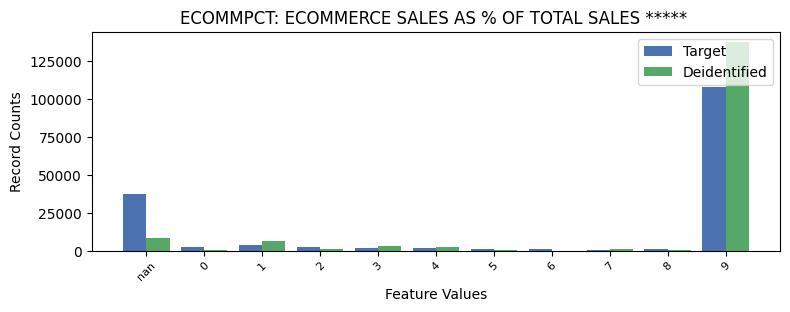 ECOMMPCT: ECOMMERCE SALES AS % OF TOTAL SALES *****
Target
Deidentified
Record Counts
125000
100000
75000
50000
25000
0
nan 0 1 2 3 4 5 6 7 8 9
Feature Values